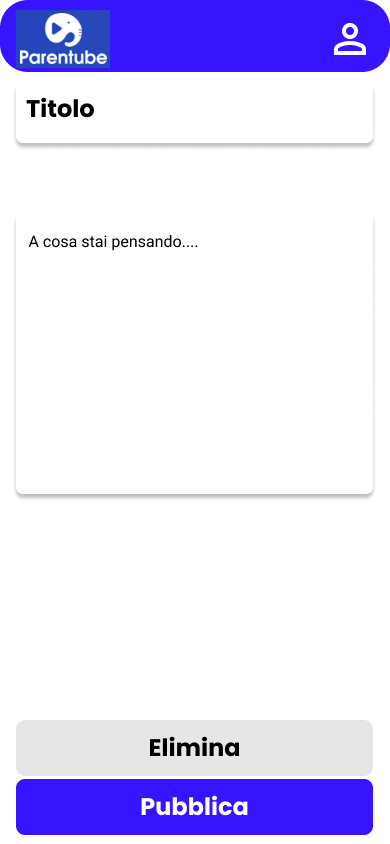 Parentube
Titolo
A cosa stai pensando....
Elimina
Pubblica